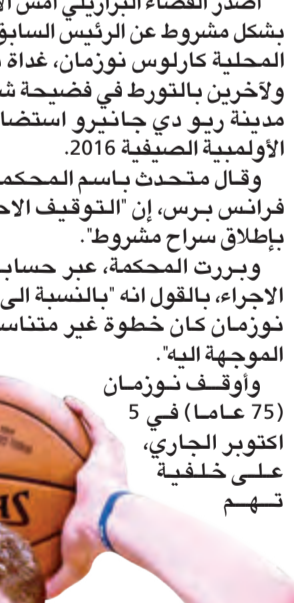 اصدر القضاء البرازيلي امس الا
بشكل مشروط عن الرئيس السابق
المحلية كارلوس نوزمان، غداة
ولآخرين بالتورط في فضيحة ش
مدينة ريو دي جانيرو استضا
الأولمبية الصيفية 2016.
وقال متحدث باسم المحكم
فرانس برس، إن "التوقيف الاح
بإطلاق سراح مشروط".
وبررت المحكمة، عبر حساب
الاجراء، بالقول انه "بالنسبة الى
نوزمان كان خطوة غير متناس
الموجهة اليه".
وأوقف نوزمان
(75 عاما) في 5
اكتوبر الجاري،
على خلفية
تهم